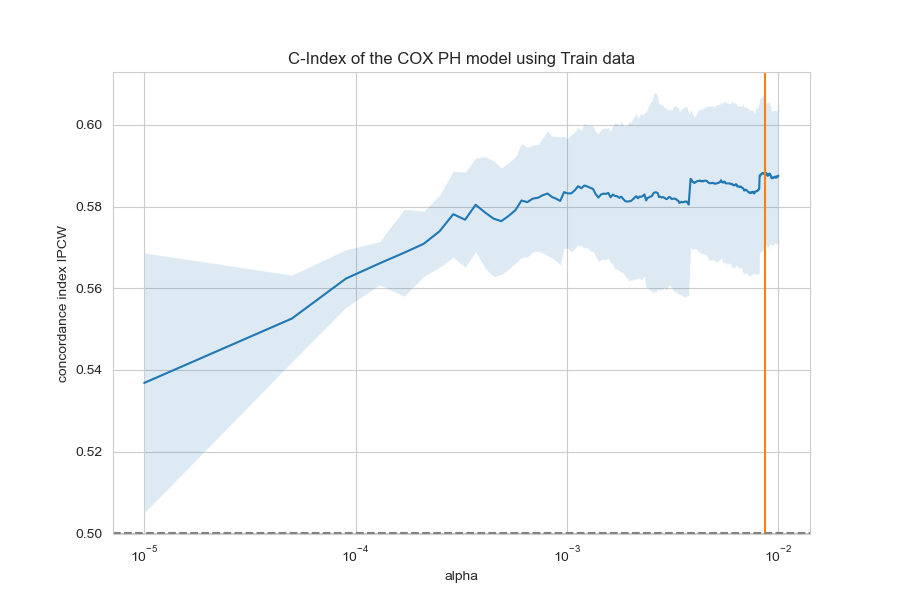 C-Index of the COX PH model using Train data
concordance index IPCW
0.60
0.58
0.56
0.54
0.52
0.50
10⁻⁵ 10⁻⁴ 10⁻³ 10⁻²
alpha